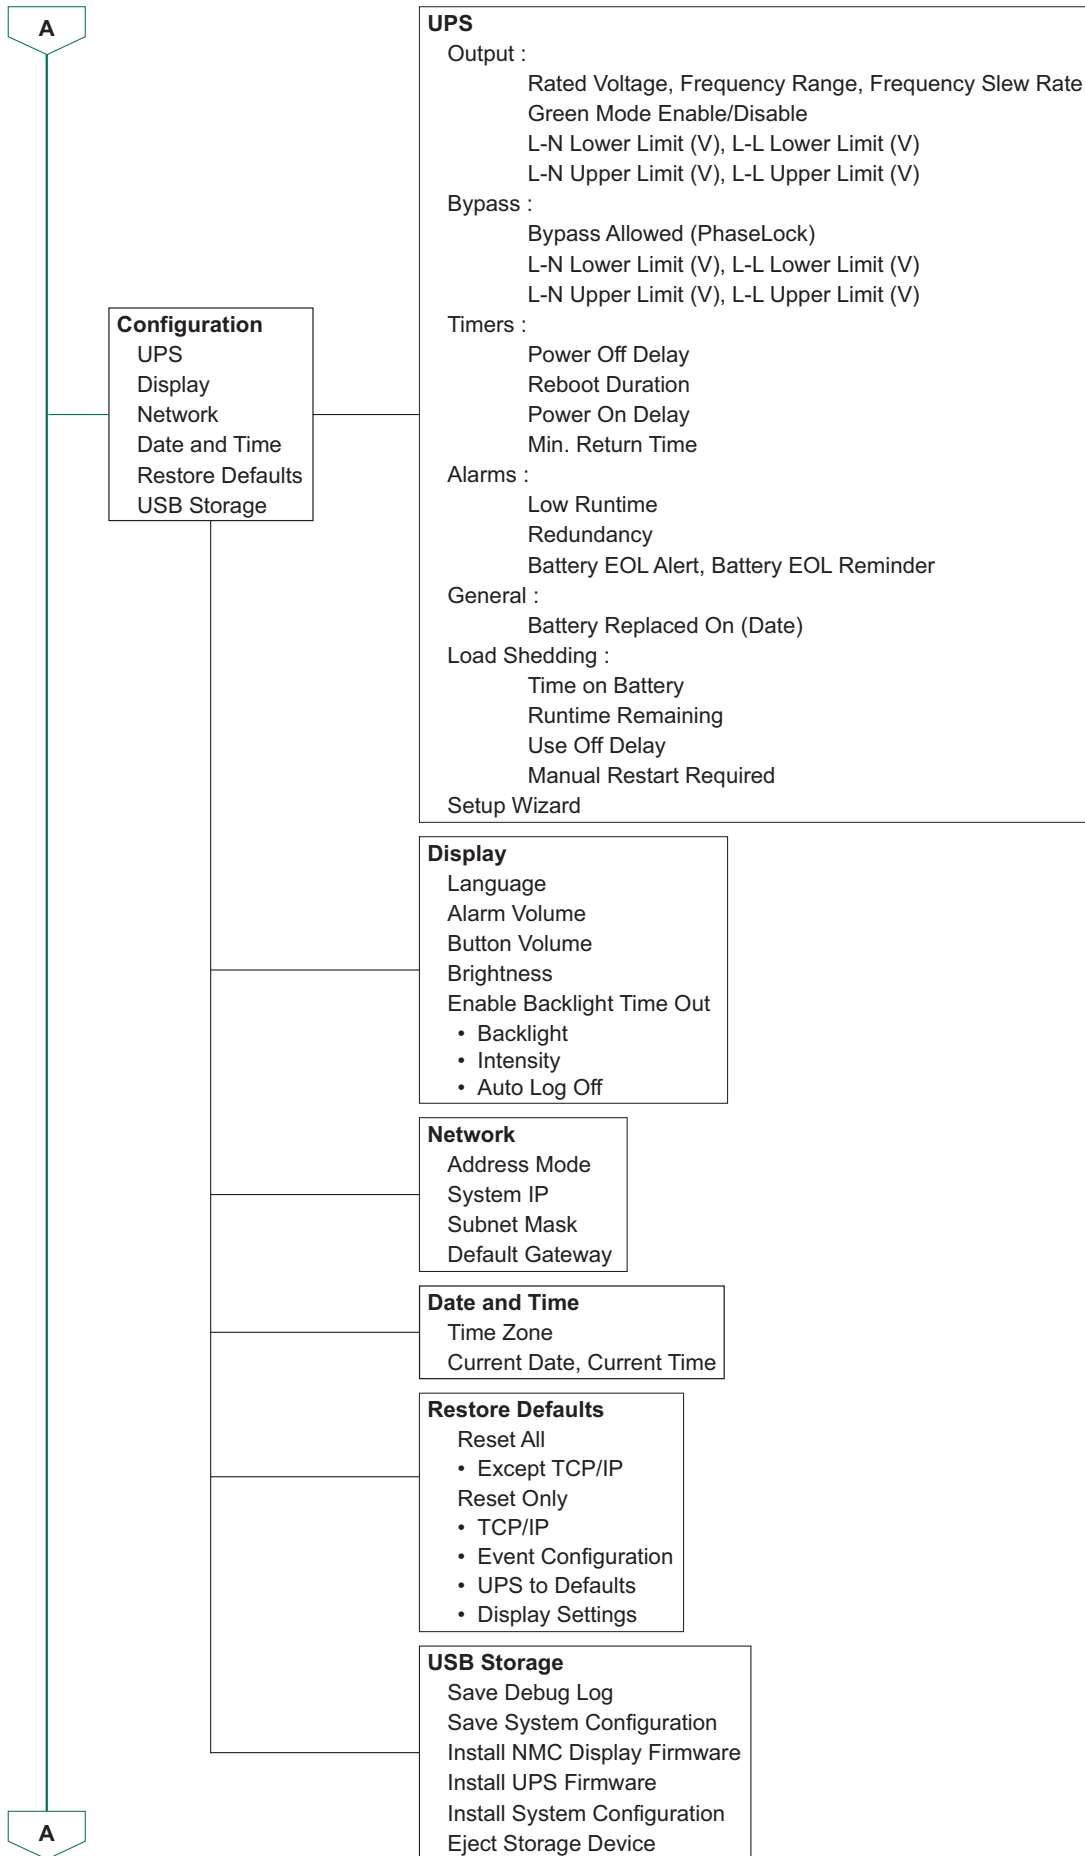 A
Configuration
UPS
Display
Network
Date and Time
Restore Defaults
USB Storage
UPS
Output :
Rated Voltage, Frequency Range, Frequency Slew Rate
Green Mode Enable/Disable
L-N Lower Limit (V), L-L Lower Limit (V)
L-N Upper Limit (V), L-L Upper Limit (V)
Bypass :
Bypass Allowed (PhaseLock)
L-N Lower Limit (V), L-L Lower Limit (V)
L-N Upper Limit (V), L-L Upper Limit (V)
Timers :
Power Off Delay
Reboot Duration
Power On Delay
Min. Return Time
Alarms :
Low Runtime
Redundancy
Battery EOL Alert, Battery EOL Reminder
General :
Battery Replaced On (Date)
Load Shedding :
Time on Battery
Runtime Remaining
Use Off Delay
Manual Restart Required
Setup Wizard
Display
Language
Alarm Volume
Button Volume
Brightness
Enable Backlight Time Out
• Backlight
• Intensity
• Auto Log Off
Network
Address Mode
System IP
Subnet Mask
Default Gateway
Date and Time
Time Zone
Current Date, Current Time
Restore Defaults
Reset All
• Except TCP/IP
Reset Only
• TCP/IP
• Event Configuration
• UPS to Defaults
• Display Settings
USB Storage
Save Debug Log
Save System Configuration
Install NMC Display Firmware
Install UPS Firmware
Install System Configuration
Eject Storage Device
A